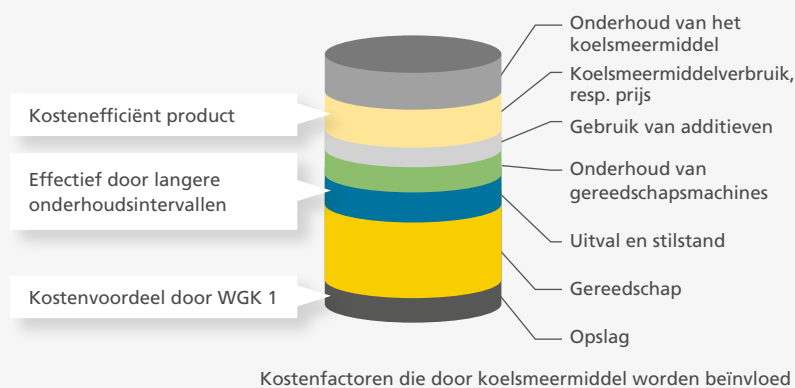 Onderhoud van het
koelsmeermiddel
Koelsmeermiddelverbruik,
resp. prijs
Kostenefficiënt product
Gebruik van additieven
Effectief door langere
onderhoudsintervallen
Onderhoud van
gereedschapsmachines
Uitval en stilstand
Gereedschap
Kostenvoordeel door WGK 1
Opslag
Kostenfactoren die door koelsmeermiddel worden beïnvloed